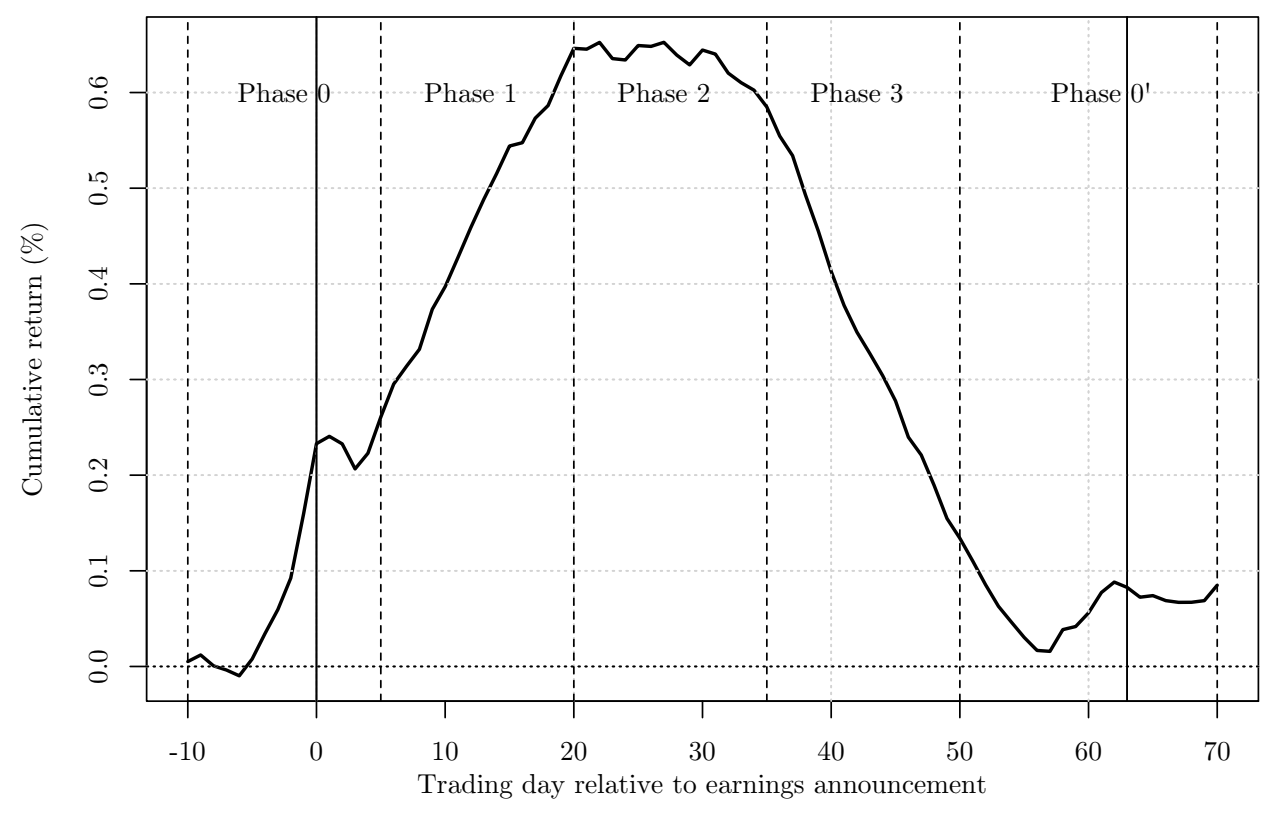 Phase 0 Phase 1 Phase 2 Phase 3 Phase 0'
0.6
0.5
0.4
0.3
0.2
0.1
0.0
Cumulative return (%)
-10 0 10 20 30 40 50 60 70
Trading day relative to earnings announcement